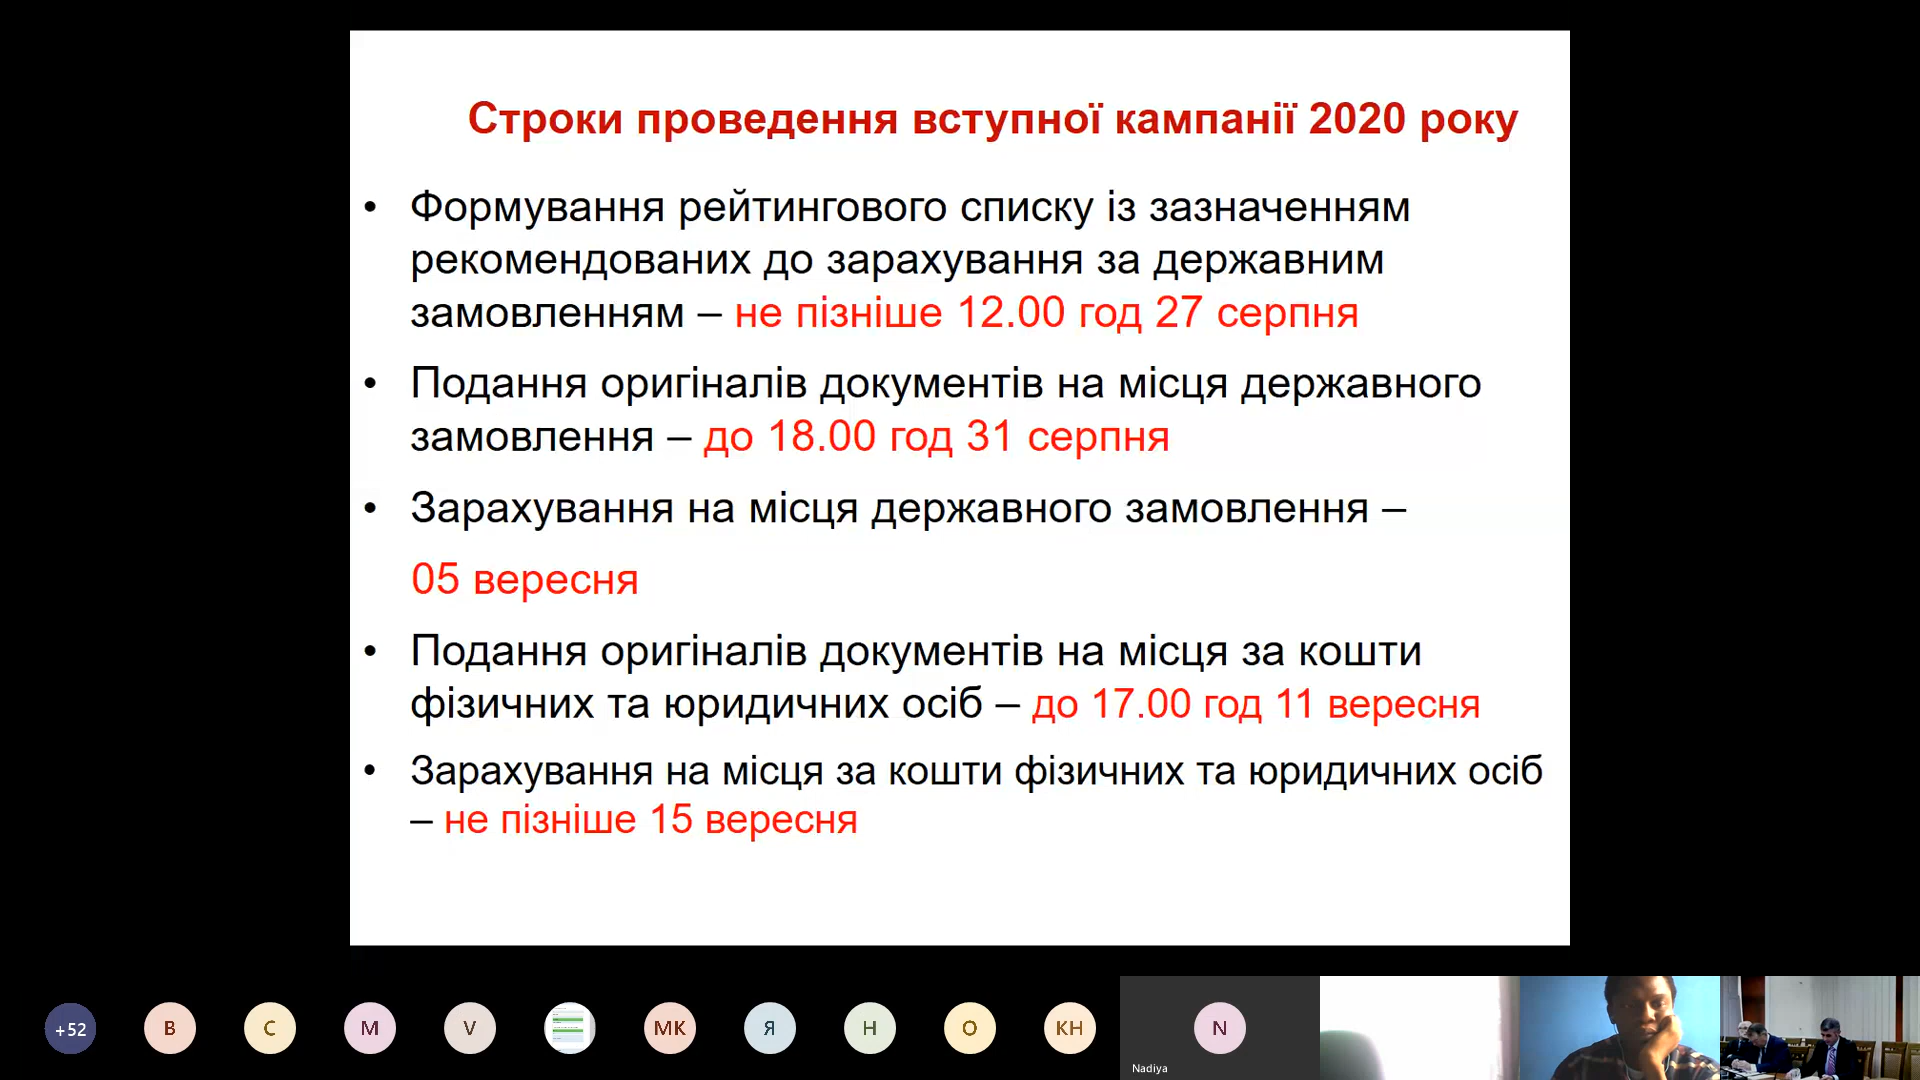 Строки проведення вступної кампанії 2020 року
• Формування рейтингового списку із зазначенням
рекомендованих до зарахування за державним
замовленням – не пізніше 12.00 год 27 серпня
• Подання оригіналів документів на місця державного
замовлення – до 18.00 год 31 серпня
• Зарахування на місця державного замовлення –
05 вересня
• Подання оригіналів документів на місця за кошти
фізичних та юридичних осіб – до 17.00 год 11 вересня
• Зарахування на місця за кошти фізичних та юридичних осіб
– не пізніше 15 вересня
+52 В С М V МК Я Н О КН N
Nadiya